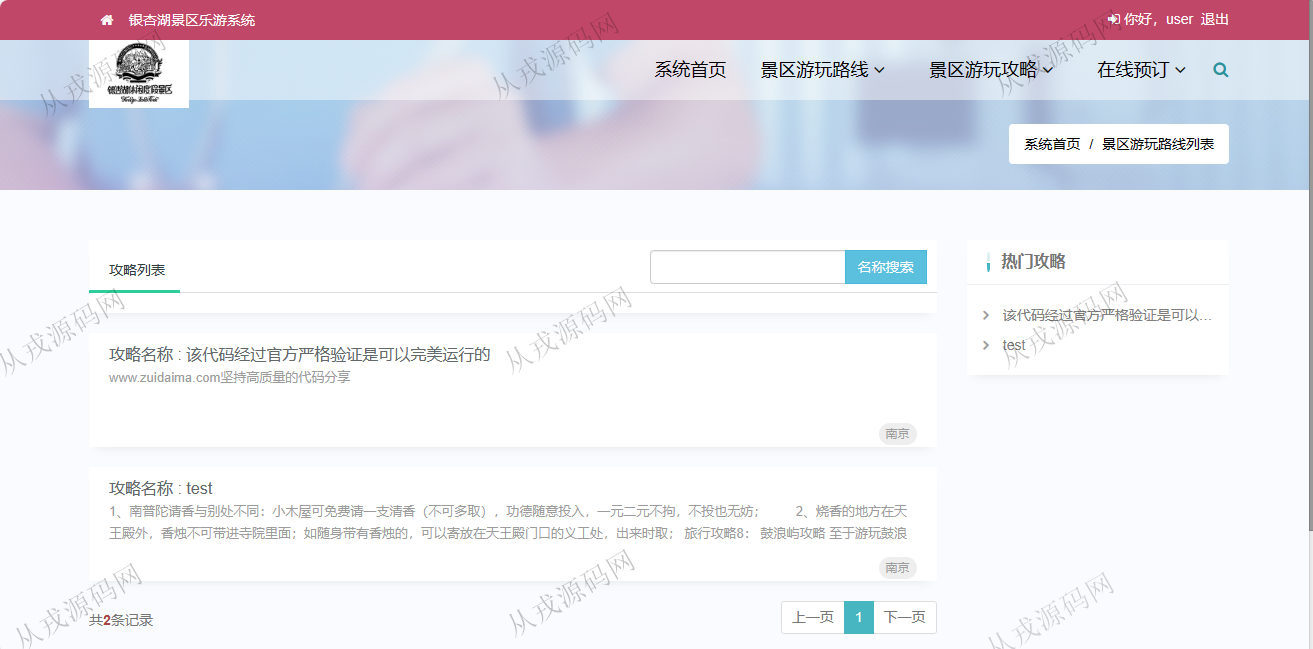 银杏湖景区乐游系统
你好，user 退出
系统首页 景区游玩路线 景区游玩攻略 在线预订
系统首页 / 景区游玩路线列表
攻略列表
名称搜索
热门攻略
该代码经过官方严格验证是可以...
test
攻略名称 : 该代码经过官方严格验证是可以完美运行的
www.zuidaima.com坚持高质量的代码分享
南京
攻略名称 : test
1、南普陀请香与别处不同：小木屋可免费请一支清香（不可多取），功德随意投入，一元二元不拘，不投也无妨； 2、烧香的地方在天
王殿外，香烛不可带进寺院里面；如随身带有香烛的，可以寄放在天王殿门口的义工处，出来时取； 旅行攻略8： 鼓浪屿攻略 至于游玩鼓浪
南京
共2条记录
上一页 1 下一页
从戎源码网
从戎源码网
从戎源码网
从戎源码网
从戎源码网
从戎源码网
从戎源码网
从戎源码网
从戎源码网